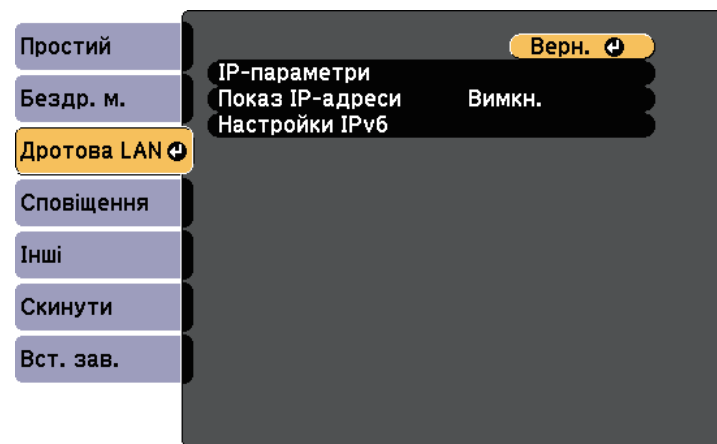 Простий
Бездр. м.
Дротова LAN
Сповіщення
Інші
Скинути
Вст. зав.
Верн.
IP-параметри
Показ IP-адреси Вимкн.
Настройки IPv6